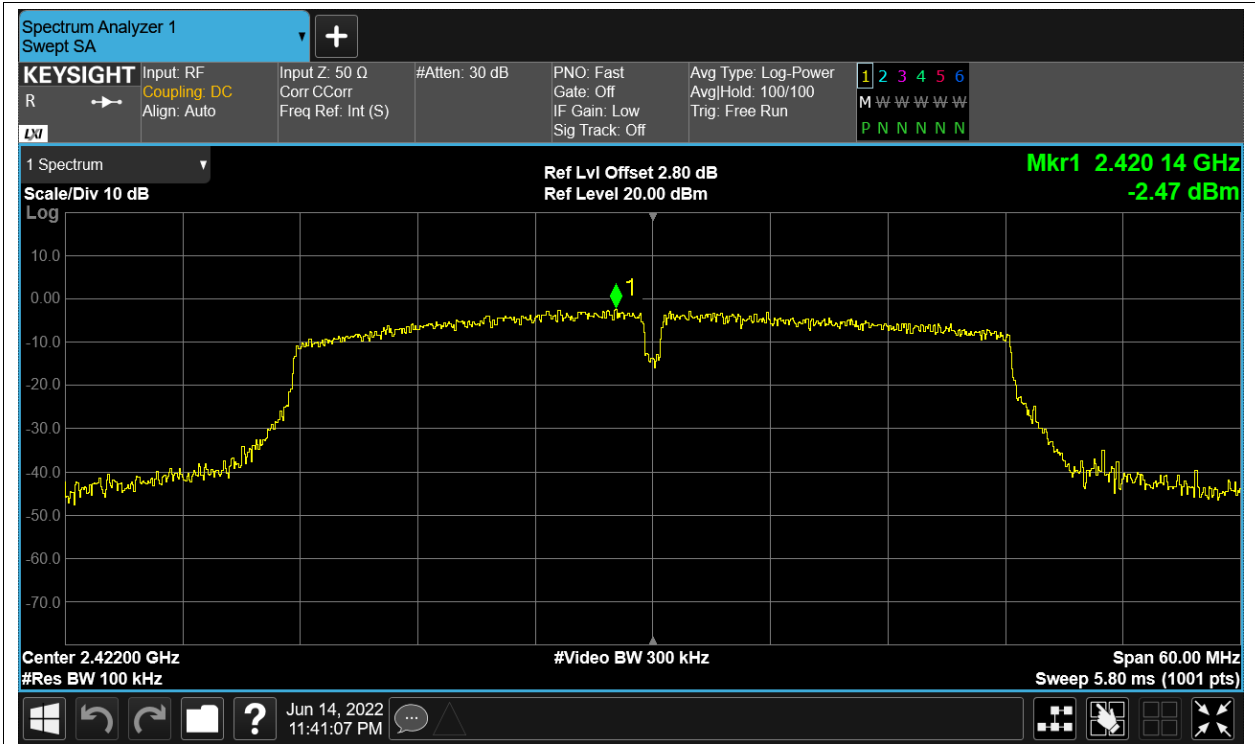 Spectrum Analyzer 1
Swept SA
KEYSIGHT
R
LXI
Input: RF
Coupling: DC
Align: Auto
Input Z: 50 Ω
Corr CCorr
Freq Ref: Int (S)
#Atten: 30 dB
PNO: Fast
Gate: Off
IF Gain: Low
Sig Track: Off
Avg Type: Log-Power
Avg|Hold: 100/100
Trig: Free Run
1 2 3 4 5 6
M W W W W W
P N N N N N
1 Spectrum
Scale/Div 10 dB
Log
Ref Lvl Offset 2.80 dB
Ref Level 20.00 dBm
Mkr1 2.420 14 GHz
-2.47 dBm
10.0
0.00
-10.0
-20.0
-30.0
-40.0
-50.0
-60.0
-70.0
1
Center 2.42200 GHz
#Res BW 100 kHz
#Video BW 300 kHz
Span 60.00 MHz
Sweep 5.80 ms (1001 pts)
?
Jun 14, 2022
11:41:07 PM